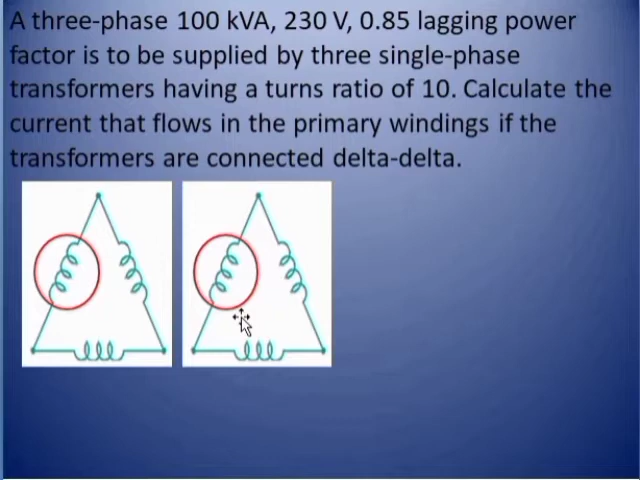 A three-phase 100 kVA, 230 V, 0.85 lagging power
factor is to be supplied by three single-phase
transformers having a turns ratio of 10. Calculate the
current that flows in the primary windings if the
transformers are connected delta-delta.